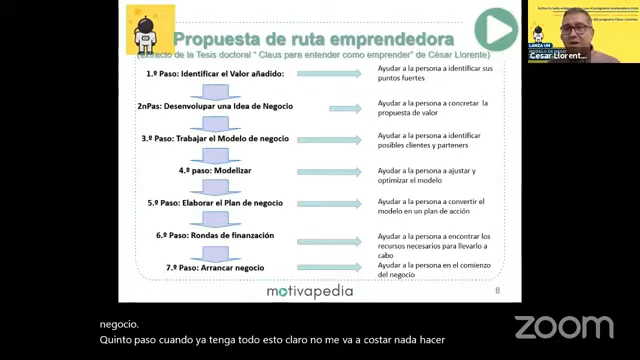 Propuesta de ruta emprendedora
(extracto de la Tesis doctoral " Claus para entender como emprender" de Cèsar Llorente)
1.º Paso: Identificar el Valor añadido:
Ayudar a la persona a identificar sus
puntos fuertes
2nPas: Desenvolupar una Idea de Negocio
Ayudar a la persona a concretar la
propuesta de valor
3.º Paso: Trabajar el Modelo de negocio
Ayudar a la persona a identificar
posibles clientes y parteners
4.º paso: Modelizar
Ayudar a la persona a ajustar y
optimizar el modelo
5.º Paso: Elaborar el Plan de negocio
Ayudar a la persona a convertir el
modelo en un plan de acción
6.º Paso: Rondas de finanzación
Ayudar a la persona a encontrar los
recursos necesarios para llevarlo a
cabo
7.º Paso: Arrancar negocio
Ayudar a la persona en el comienzo
del negocio
motivapedia
8
LANZA UN
MODELO DE
Cesar Llorent...
negocio.
Quinto paso cuando ya tenga todo esto claro no me va a costar nada hacer
zoom